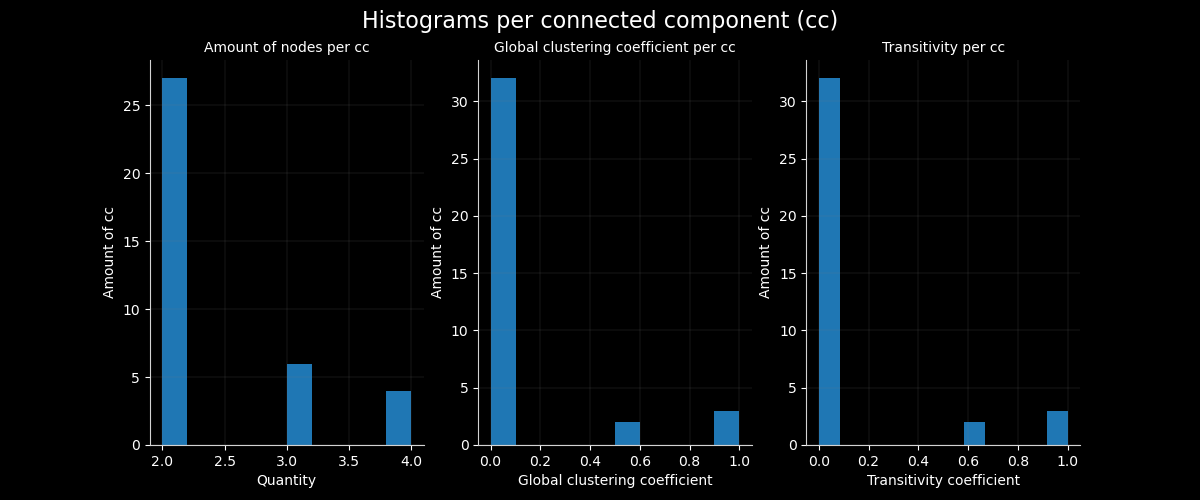 Histograms per connected component (cc)
Amount of nodes per cc
Amount of cc
0
5
10
15
20
25
2.0 2.5 3.0 3.5 4.0
Quantity
Global clustering coefficient per cc
Amount of cc
0
5
10
15
20
25
30
0.0 0.2 0.4 0.6 0.8 1.0
Global clustering coefficient
Transitivity per cc
Amount of cc
0
5
10
15
20
25
30
0.0 0.2 0.4 0.6 0.8 1.0
Transitivity coefficient